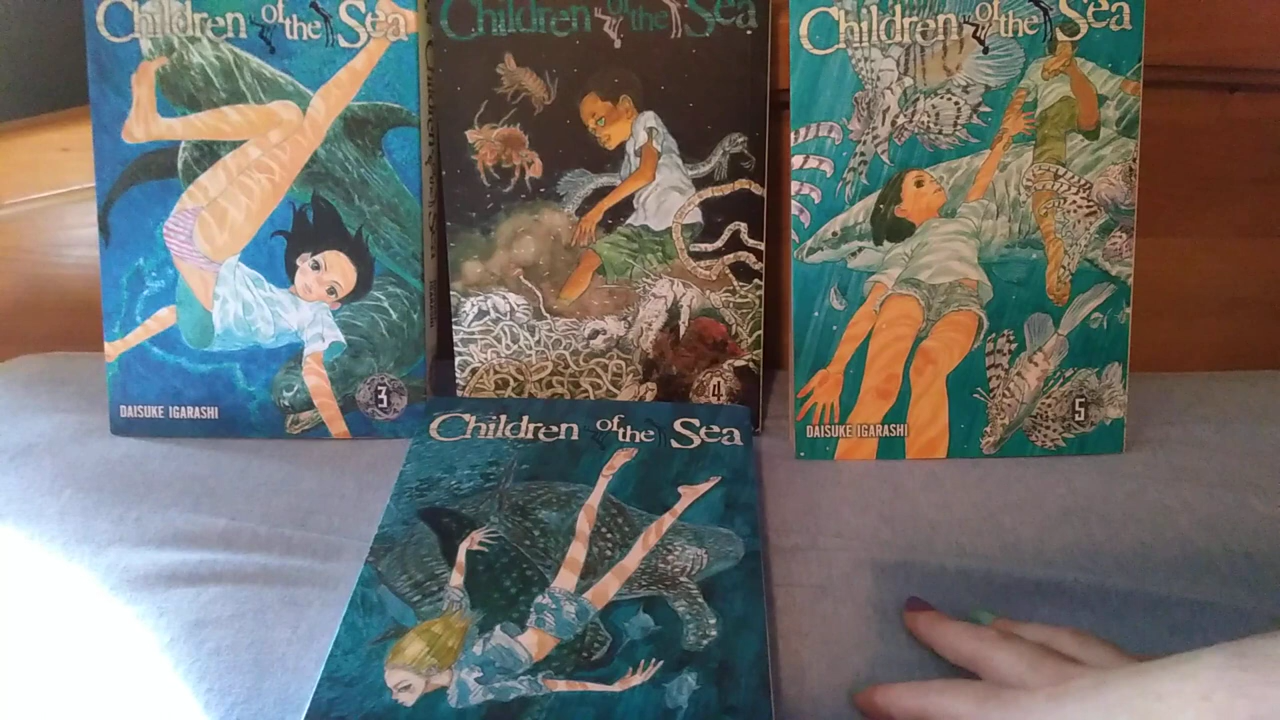 Children of the Sea
3
DAISUKE IGARASHI
Children of the Sea
4
Children of the Sea
5
DAISUKE IGARASHI
Children of the Sea